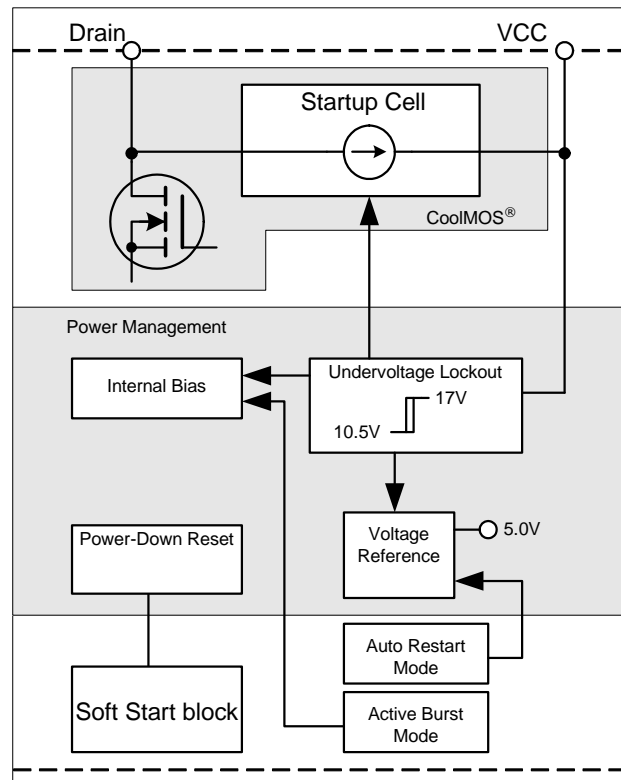 Drain
VCC
Startup Cell
CoolMOS®
Power Management
Undervoltage Lockout
Internal Bias
17V
10.5V
Power-Down Reset
Voltage
Reference
5.0V
Auto Restart
Mode
Soft Start block
Active Burst
Mode